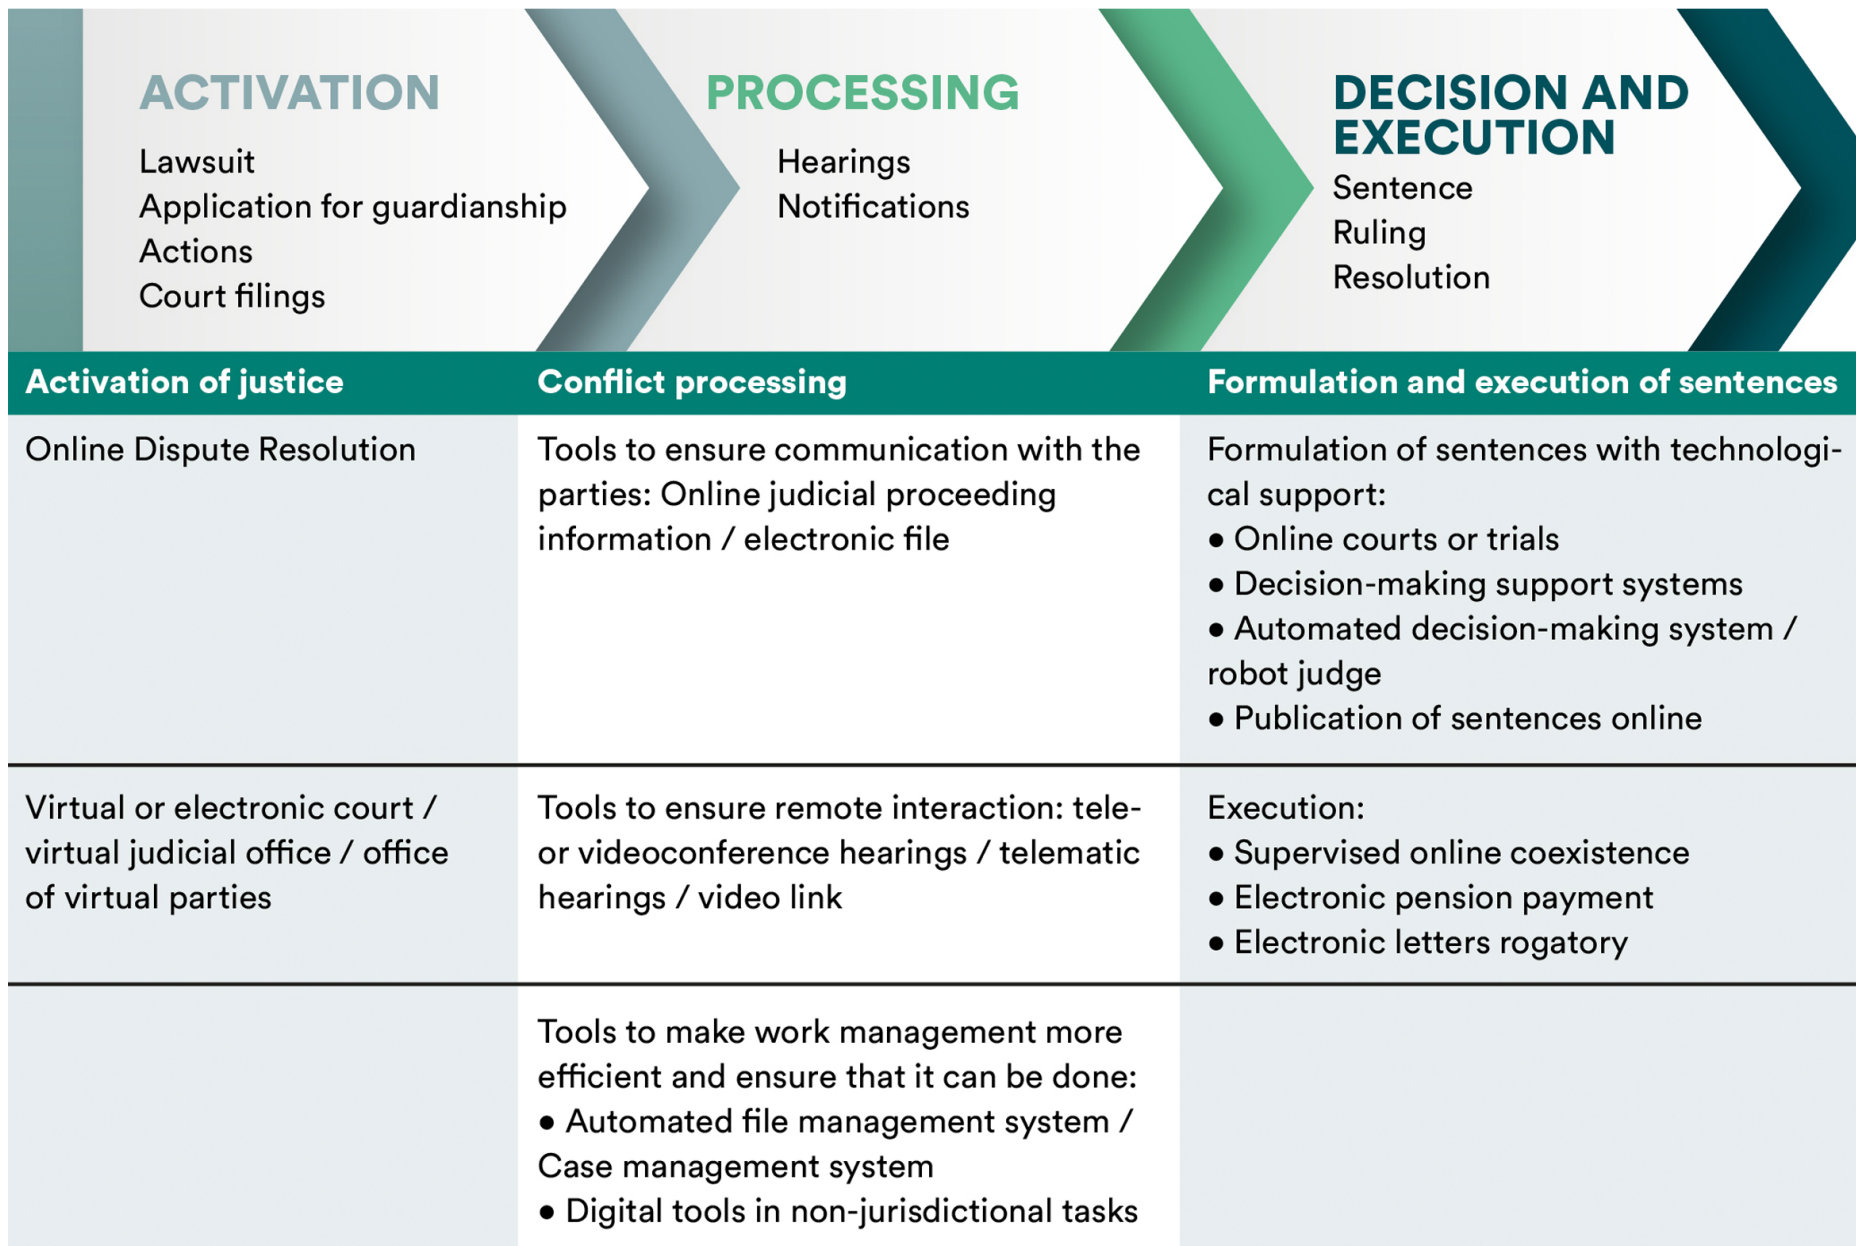 ACTIVATION
Lawsuit
Application for guardianship
Actions
Court filings
PROCESSING
Hearings
Notifications
DECISION AND
EXECUTION
Sentence
Ruling
Resolution
Activation of justice
Conflict processing
Formulation and execution of sentences
Online Dispute Resolution
Tools to ensure communication with the
parties: Online judicial proceeding
information / electronic file
Formulation of sentences with technologi-
cal support:
● Online courts or trials
● Decision-making support systems
● Automated decision-making system /
robot judge
● Publication of sentences online
Virtual or electronic court /
virtual judicial office / office
of virtual parties
Tools to ensure remote interaction: tele-
or videoconference hearings / telematic
hearings / video link
Execution:
● Supervised online coexistence
● Electronic pension payment
● Electronic letters rogatory
Tools to make work management more
efficient and ensure that it can be done:
● Automated file management system /
Case management system
● Digital tools in non-jurisdictional tasks